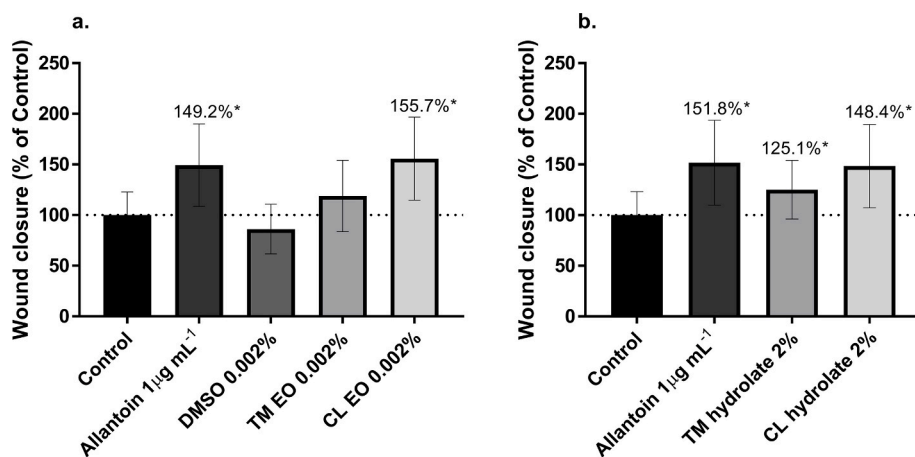 a.
Wound closure (% of Control)
250
200
150
100
50
0
149.2%*
155.7%*
Control
Allantoin 1μg mL⁻¹
DMSO 0.002%
TM EO 0.002%
CL EO 0.002%
b.
Wound closure (% of Control)
250
200
150
100
50
0
151.8%*
125.1%*
148.4%*
Control
Allantoin 1μg mL⁻¹
TM hydrolate 2%
CL hydrolate 2%